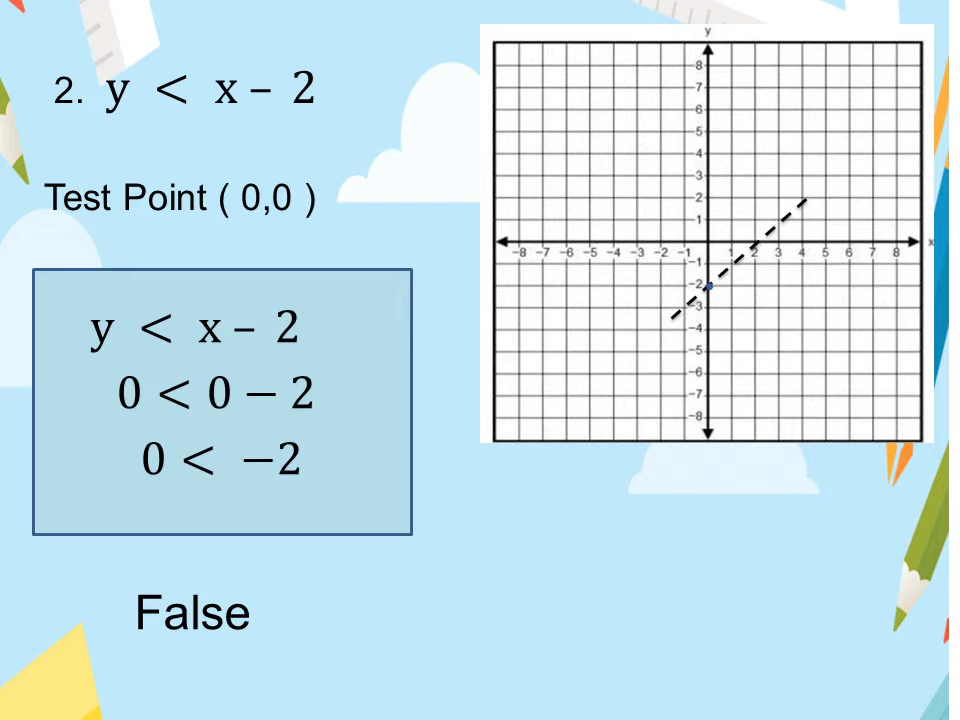 2. y < x – 2
Test Point ( 0,0 )
y < x – 2
0 < 0 − 2
0 < −2
False
y
8
7
6
5
4
3
2
1
−8 −7 −6 −5 −4 −3 −2 −1 1 2 3 4 5 6 7 8 x
−1
−2
−3
−4
−5
−6
−7
−8